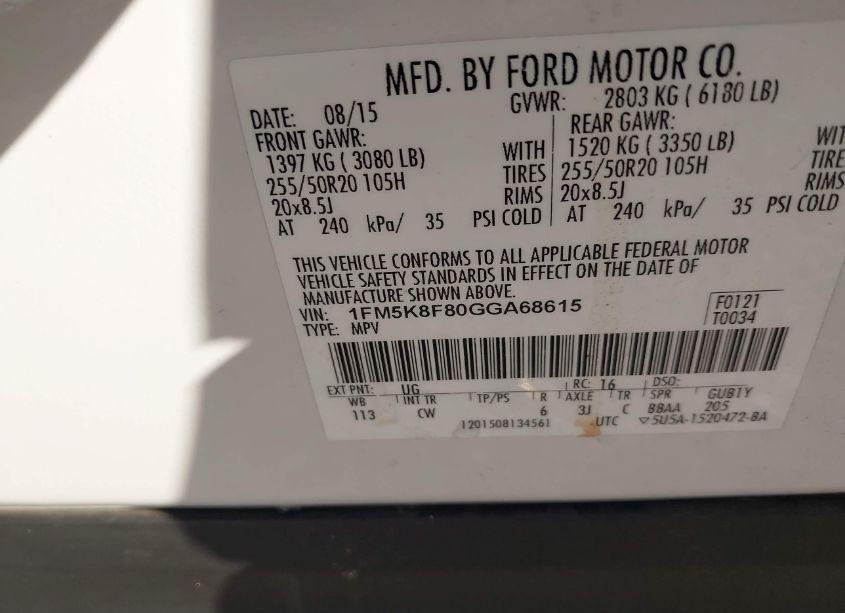 MFD. BY FORD MOTOR CO.
DATE: 08/15 GVWR: 2803 KG ( 6180 LB)
FRONT GAWR: REAR GAWR:
1397 KG ( 3080 LB) WITH 1520 KG ( 3350 LB) WIT
255/50R20 105H TIRES 255/50R20 105H TIRE
20x8.5J RIMS 20x8.5J RIMS
AT 240 kPa/ 35 PSI COLD AT 240 kPa/ 35 PSI COLD
THIS VEHICLE CONFORMS TO ALL APPLICABLE FEDERAL MOTOR
VEHICLE SAFETY STANDARDS IN EFFECT ON THE DATE OF
MANUFACTURE SHOWN ABOVE.
VIN: 1FM5K8F80GGA68615 F0121
TYPE: MPV T0034
EXT PNT: UG RC: 16 DSO:
WB INT TR TP/PS R AXLE TR SPR GUB1Y
113 CW 6 3J C BBAA 205
1201508134561 UTC ▽5U5A-1520472-BA